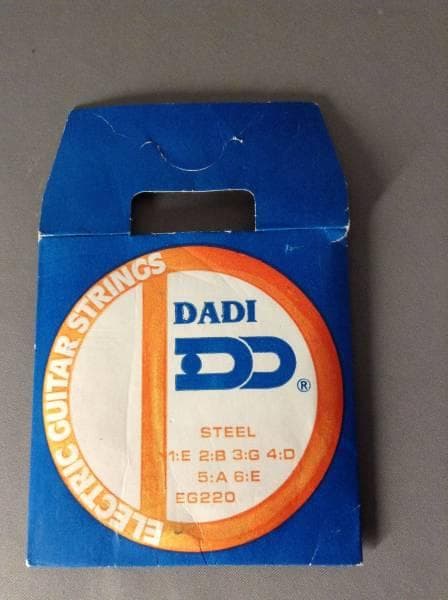 ELECTRIC GUITAR STRINGS
DADI
DD®
STEEL
1:E 2:B 3:G 4:D
5:A 6:E
EG220